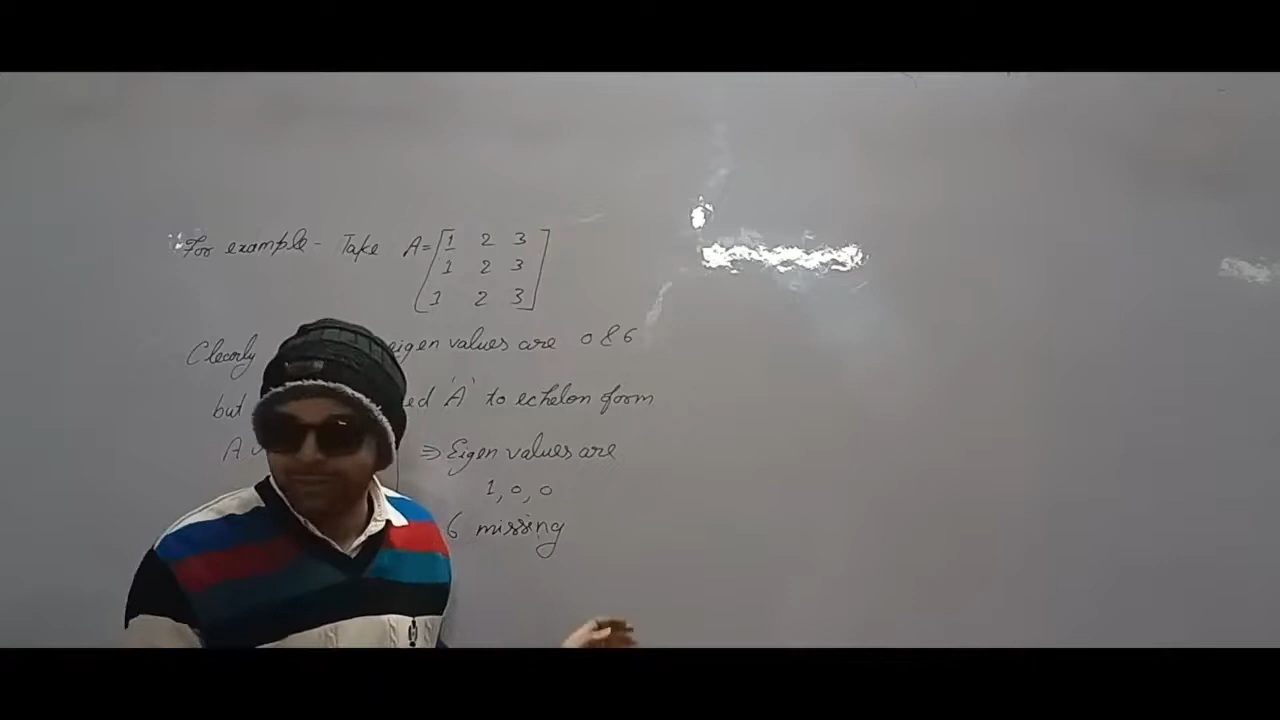 For example - Take A = [1 2 3
1 2 3
1 2 3]
Clearly eigen values are 0 & 6
but 'A' to echelon form
A ⇒ Eigen values are
1, 0, 0
6 missing